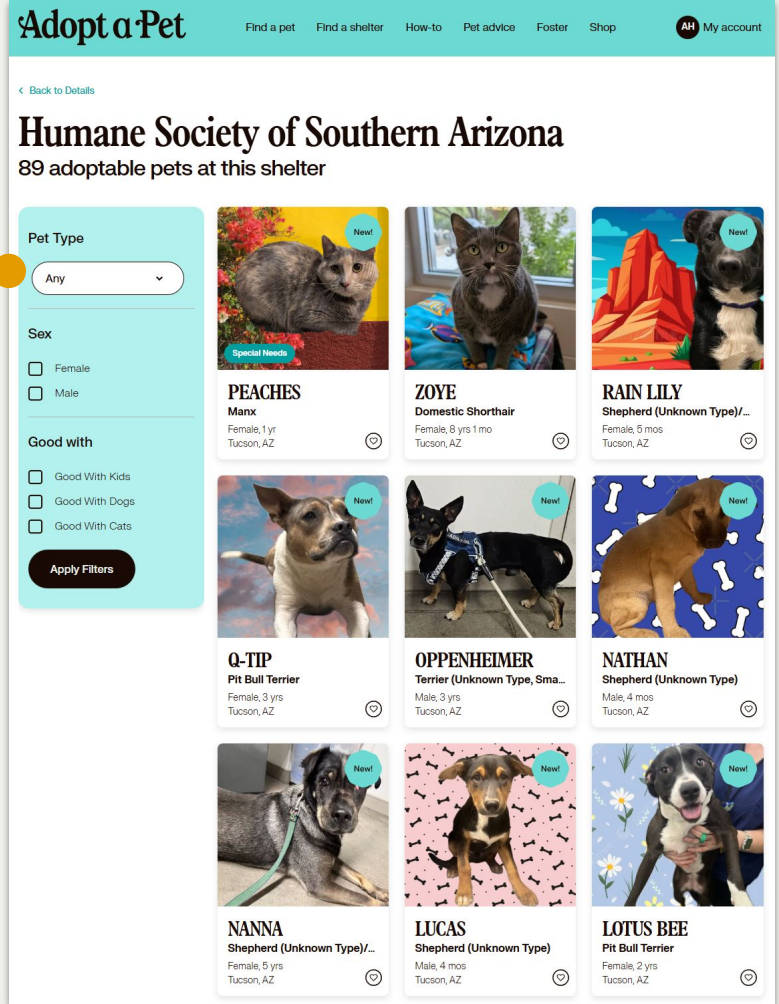 Adopt a Pet
Find a pet Find a shelter How-to Pet advice Foster Shop AH My account
Back to Details
Humane Society of Southern Arizona
89 adoptable pets at this shelter
Pet Type
Any
Sex
Female
Male
Good with
Good With Kids
Good With Dogs
Good With Cats
Apply Filters
New!
Special Needs
PEACHES
Manx
Female, 1 yr
Tucson, AZ
ZOYE
Domestic Shorthair
Female, 8 yrs 1 mo
Tucson, AZ
New!
RAIN LILY
Shepherd (Unknown Type)/...
Female, 5 mos
Tucson, AZ
New!
Q-TIP
Pit Bull Terrier
Female, 3 yrs
Tucson, AZ
New!
OPPENHEIMER
Terrier (Unknown Type, Sma...
Male, 3 yrs
Tucson, AZ
New!
NATHAN
Shepherd (Unknown Type)
Male, 4 mos
Tucson, AZ
New!
NANNA
Shepherd (Unknown Type)/...
Female, 5 yrs
Tucson, AZ
New!
LUCAS
Shepherd (Unknown Type)
Male, 4 mos
Tucson, AZ
New!
LOTUS BEE
Pit Bull Terrier
Female, 2 yrs
Tucson, AZ